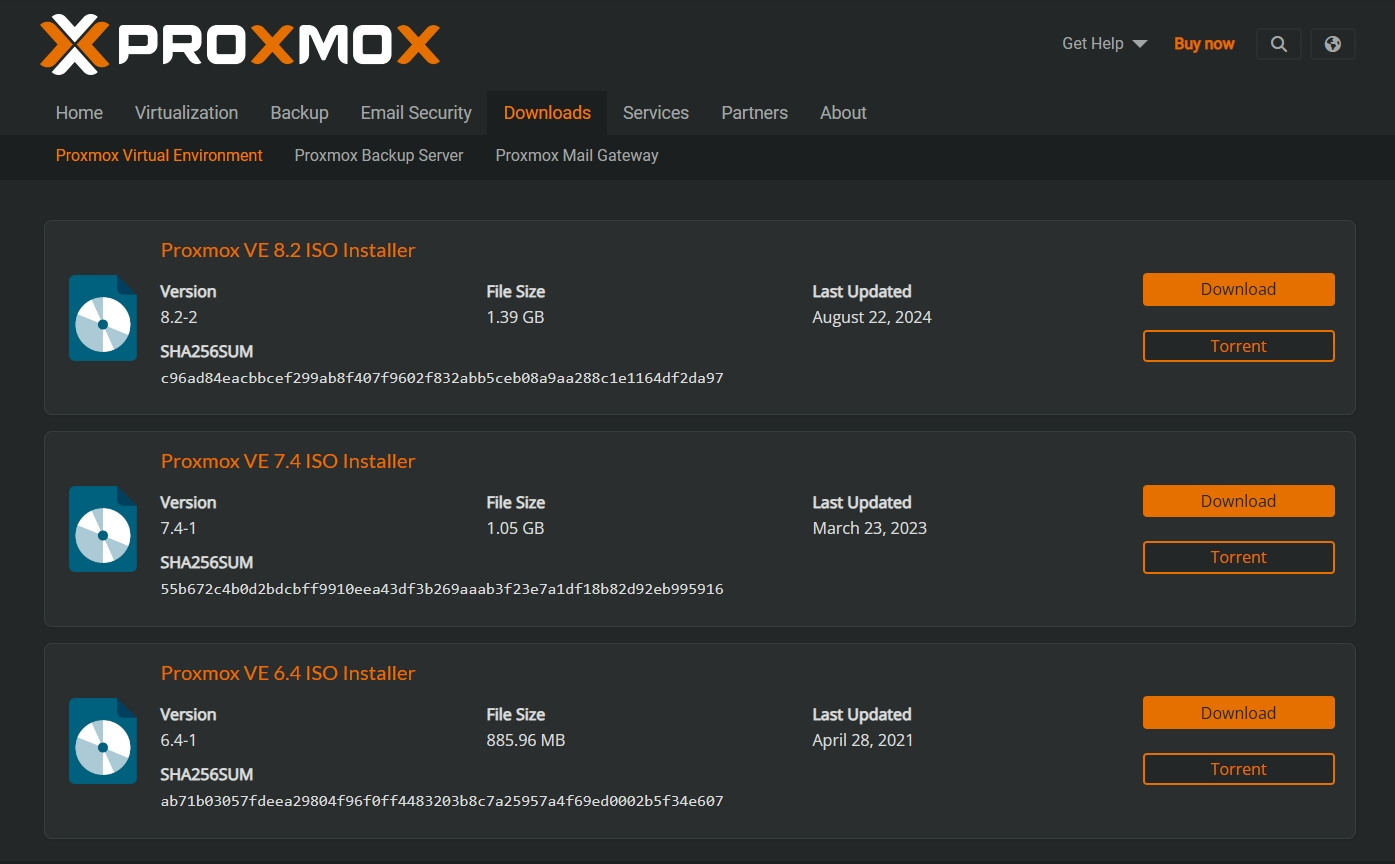 PROXMOX
Get Help
Buy now
Home Virtualization Backup Email Security Downloads Services Partners About
Proxmox Virtual Environment Proxmox Backup Server Proxmox Mail Gateway
Proxmox VE 8.2 ISO Installer
Version File Size Last Updated
8.2-2 1.39 GB August 22, 2024
Download
Torrent
SHA256SUM
c96ad84eacbbcef299ab8f407f9602f832abb5ceb08a9aa288c1e1164df2da97
Proxmox VE 7.4 ISO Installer
Version File Size Last Updated
7.4-1 1.05 GB March 23, 2023
Download
Torrent
SHA256SUM
55b672c4b0d2bdcbff9910eea43df3b269aaab3f23e7a1df18b82d92eb995916
Proxmox VE 6.4 ISO Installer
Version File Size Last Updated
6.4-1 885.96 MB April 28, 2021
Download
Torrent
SHA256SUM
ab71b03057fdeea29804f96f0ff4483203b8c7a25957a4f69ed0002b5f34e607